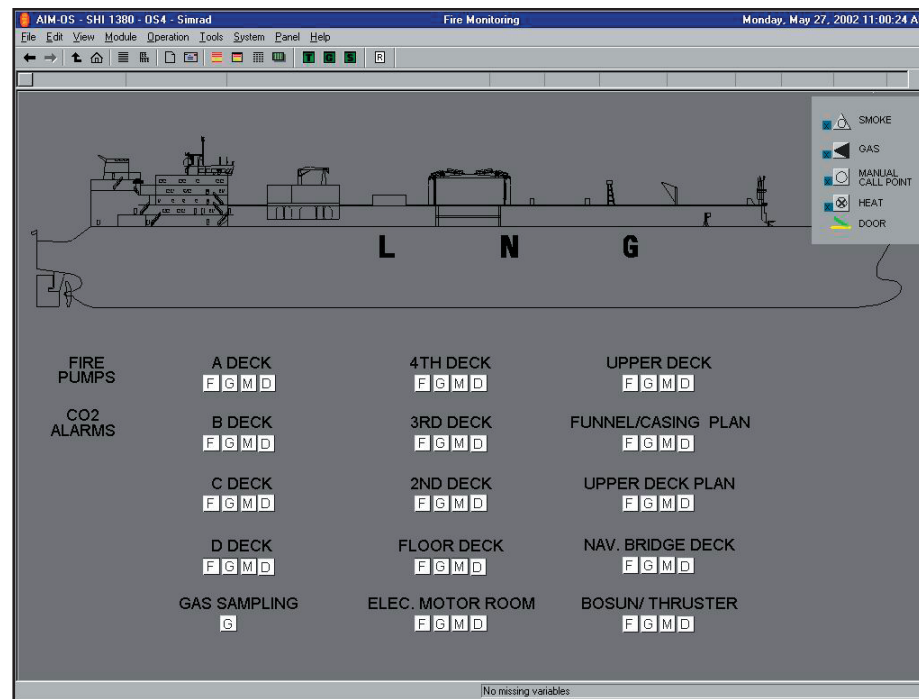 AIM-OS - SHI 1380 - OS4 - Simrad Fire Monitoring Monday, May 27, 2002 11:00:24 A
File Edit View Module Operation Tools System Panel Help
T G S R
SMOKE
GAS
MANUAL
CALL POINT
HEAT
DOOR
L N G
FIRE
PUMPS
A DECK 4TH DECK UPPER DECK
F G M D F G M D F G M D
CO2
ALARMS
B DECK 3RD DECK FUNNEL/CASING PLAN
F G M D F G M D F G M D
C DECK 2ND DECK UPPER DECK PLAN
F G M D F G M D F G M D
D DECK FLOOR DECK NAV. BRIDGE DECK
F G M D F G M D F G M D
GAS SAMPLING ELEC. MOTOR ROOM BOSUN/ THRUSTER
G F G M D F G M D
No missing variables